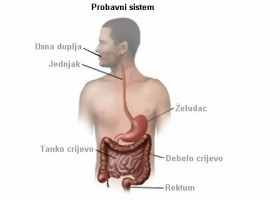 Probavni sistem
Usna duplja
Jednjak
Želudac
Tanko crijevo
Debelo crijevo
Rektum